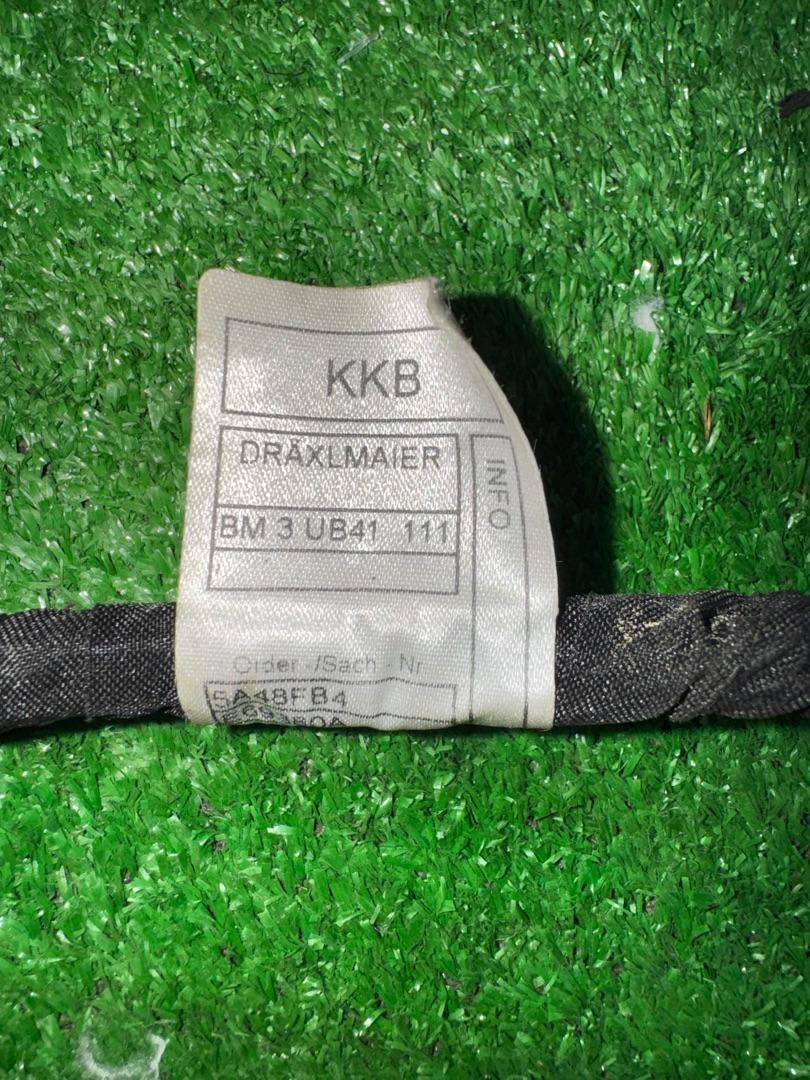 KKB
DRÄXLMAIER
INFO
BM 3 UB41 111
Order -/Sach - Nr
5A48FB4